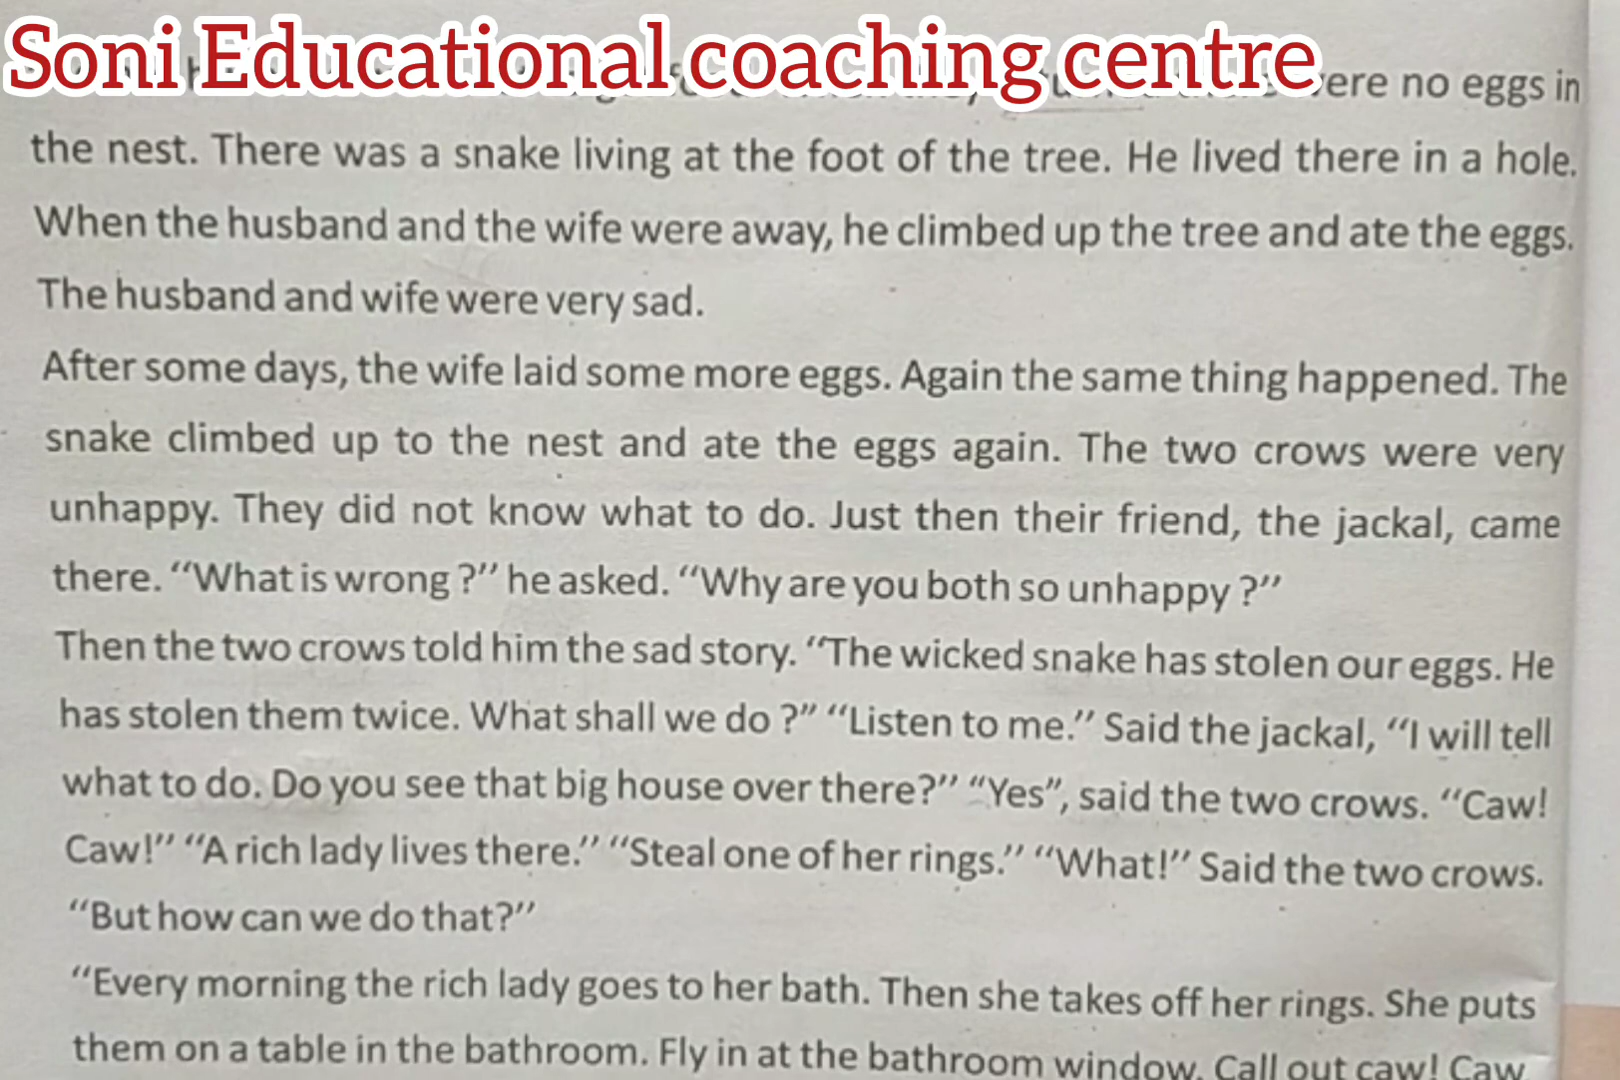 Soni Educational coaching centre
were no eggs in
the nest. There was a snake living at the foot of the tree. He lived there in a hole.
When the husband and the wife were away, he climbed up the tree and ate the eggs.
The husband and wife were very sad.
After some days, the wife laid some more eggs. Again the same thing happened. The
snake climbed up to the nest and ate the eggs again. The two crows were very
unhappy. They did not know what to do. Just then their friend, the jackal, came
there. “What is wrong ?” he asked. “Why are you both so unhappy ?”
Then the two crows told him the sad story. “The wicked snake has stolen our eggs. He
has stolen them twice. What shall we do ?” “Listen to me.” Said the jackal, “I will tell
what to do. Do you see that big house over there?” “Yes”, said the two crows. “Caw!
Caw!” “A rich lady lives there.” “Steal one of her rings.” “What!” Said the two crows.
“But how can we do that?”
“Every morning the rich lady goes to her bath. Then she takes off her rings. She puts
them on a table in the bathroom. Fly in at the bathroom window. Call out caw! Caw